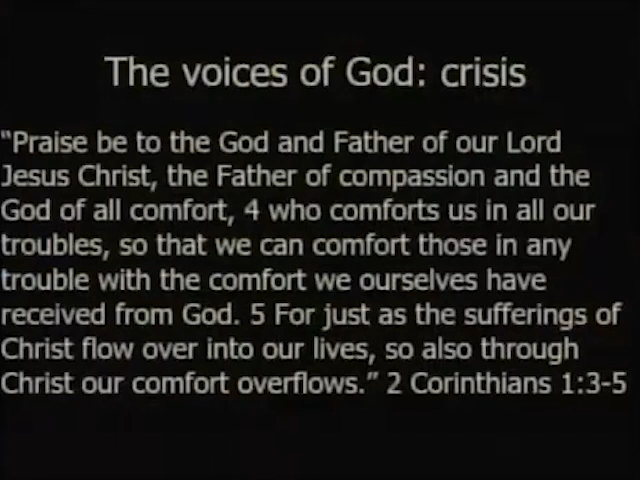 The voices of God: crisis
“Praise be to the God and Father of our Lord
Jesus Christ, the Father of compassion and the
God of all comfort, 4 who comforts us in all our
troubles, so that we can comfort those in any
trouble with the comfort we ourselves have
received from God. 5 For just as the sufferings of
Christ flow over into our lives, so also through
Christ our comfort overflows.” 2 Corinthians 1:3-5